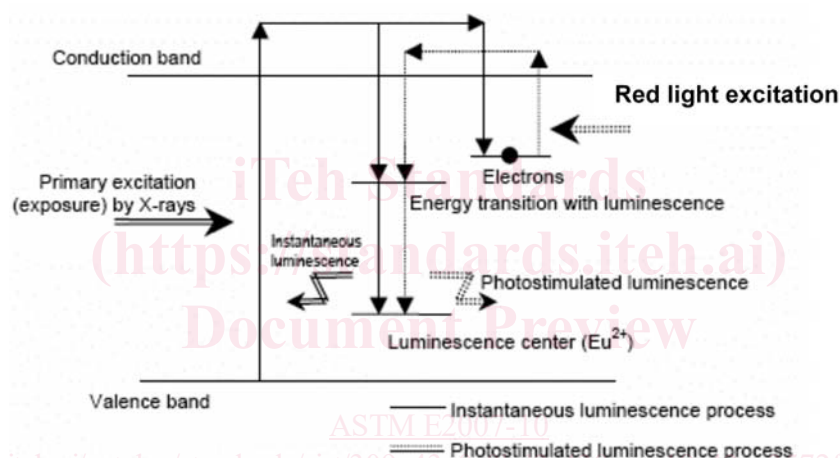 Conduction band
Red light excitation
Electrons
Primary excitation
(exposure) by X-rays
iTeh Standards
Energy transition with luminescence
Instantaneous
luminescence
(https://standards.iteh.ai)
Photostimulated luminescence
Document Preview
Luminescence center (Eu²⁺)
Valence band
Instantaneous luminescence process
ASTM E2007-10
Photostimulated luminescence process